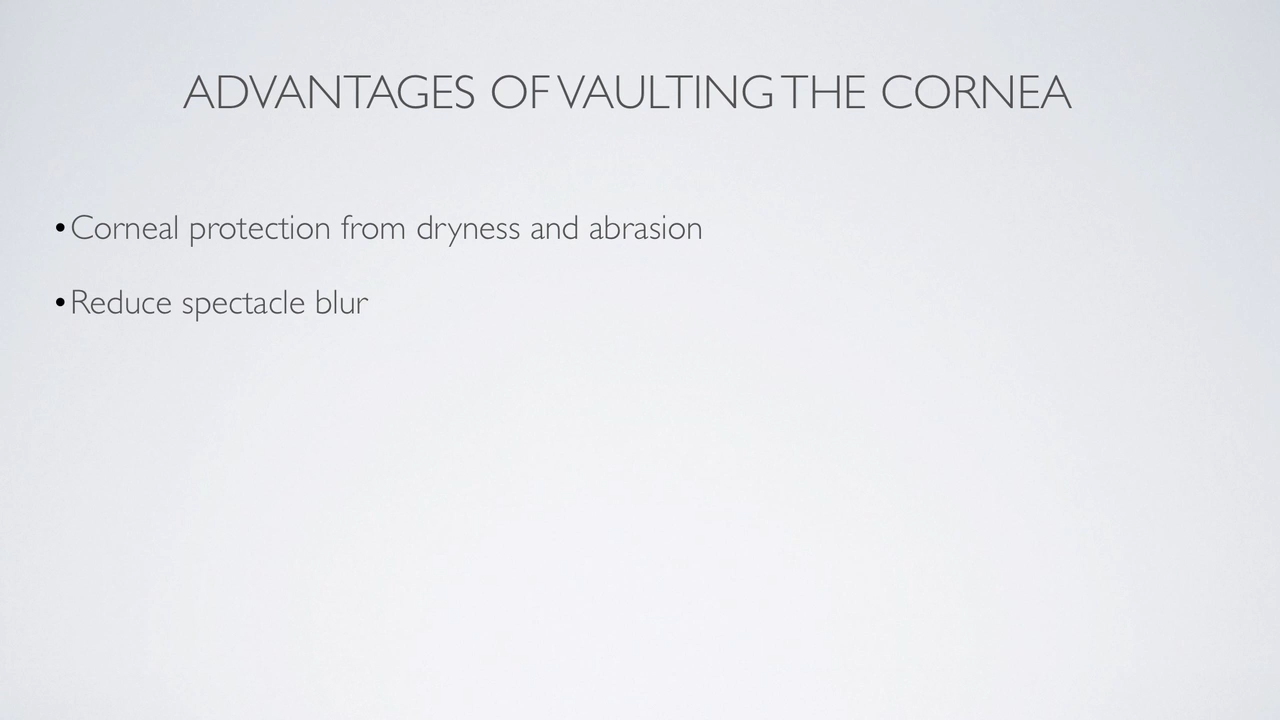 ADVANTAGES OF VAULTING THE CORNEA
• Corneal protection from dryness and abrasion
• Reduce spectacle blur